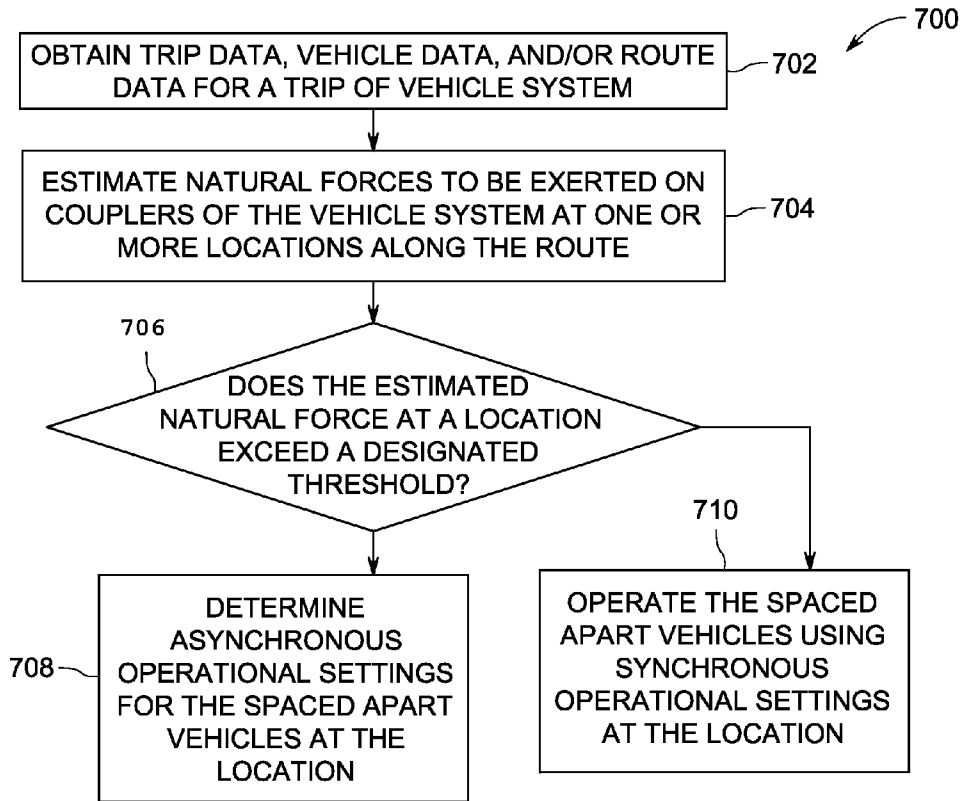 700
OBTAIN TRIP DATA, VEHICLE DATA, AND/OR ROUTE
DATA FOR A TRIP OF VEHICLE SYSTEM
702
ESTIMATE NATURAL FORCES TO BE EXERTED ON
COUPLERS OF THE VEHICLE SYSTEM AT ONE OR
MORE LOCATIONS ALONG THE ROUTE
704
706
DOES THE ESTIMATED
NATURAL FORCE AT A LOCATION
EXCEED A DESIGNATED
THRESHOLD?
708
DETERMINE
ASYNCHRONOUS
OPERATIONAL SETTINGS
FOR THE SPACED APART
VEHICLES AT THE
LOCATION
710
OPERATE THE SPACED
APART VEHICLES USING
SYNCHRONOUS
OPERATIONAL SETTINGS
AT THE LOCATION